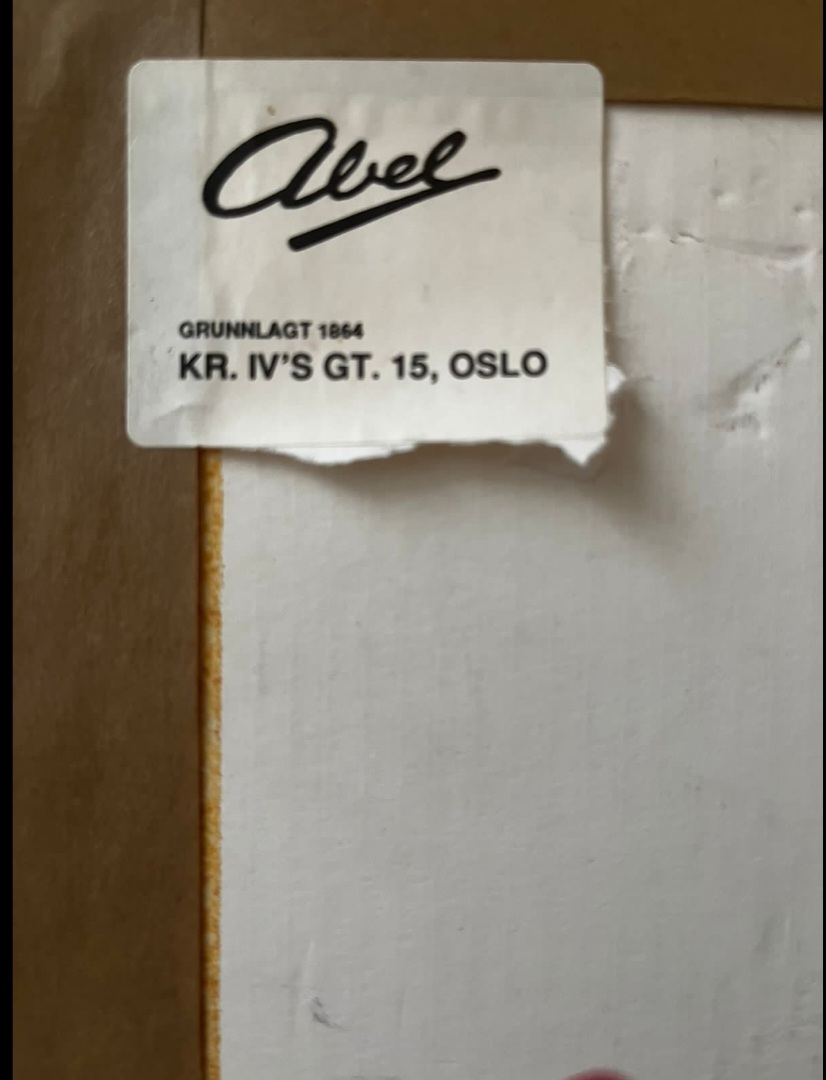 Abel
GRUNNLAGT 1864
KR. IV'S GT. 15, OSLO